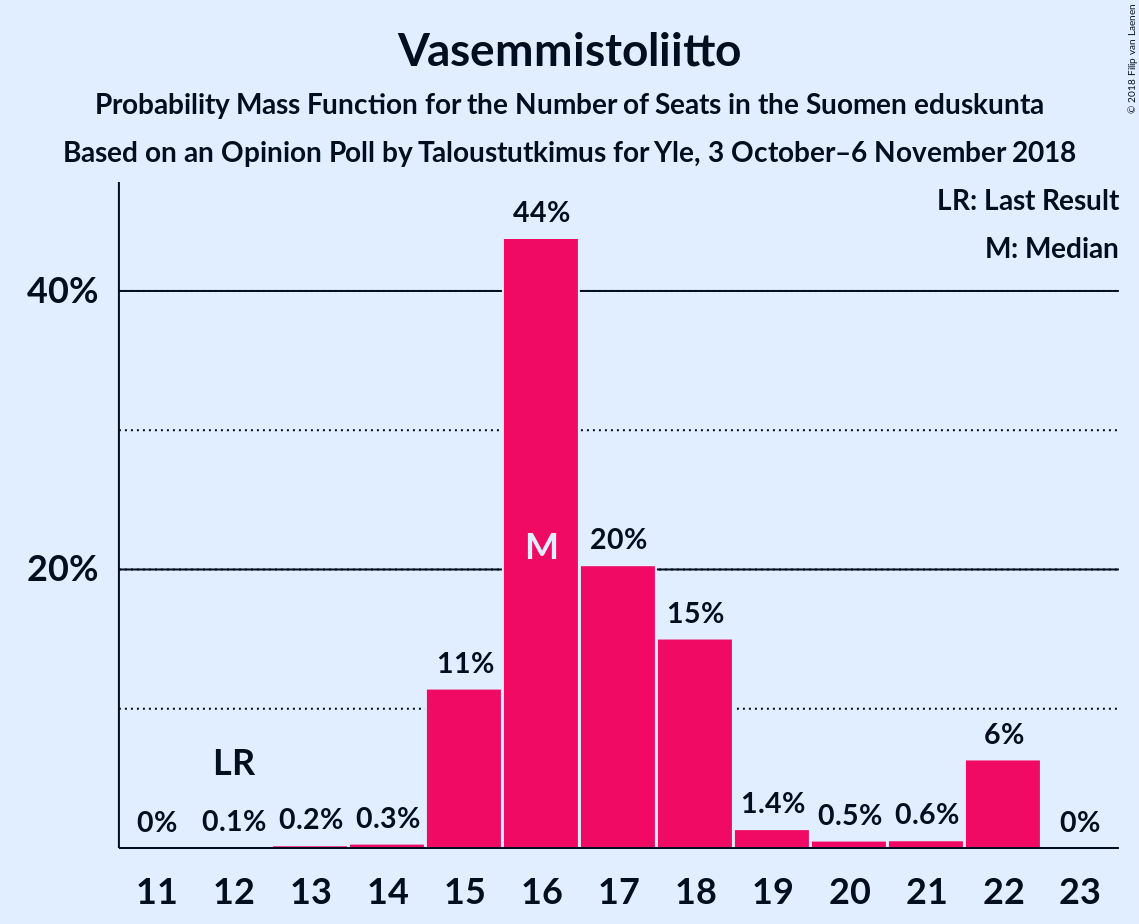 Vasemmistoliitto
Probability Mass Function for the Number of Seats in the Suomen eduskunta
Based on an Opinion Poll by Taloustutkimus for Yle, 3 October–6 November 2018
© 2018 Filip van Laenen
LR: Last Result
M: Median
40%
20%
0%
LR
0.1%
0.2%
0.3%
11%
44%
M
20%
15%
1.4%
0.5%
0.6%
6%
0%
11 12 13 14 15 16 17 18 19 20 21 22 23